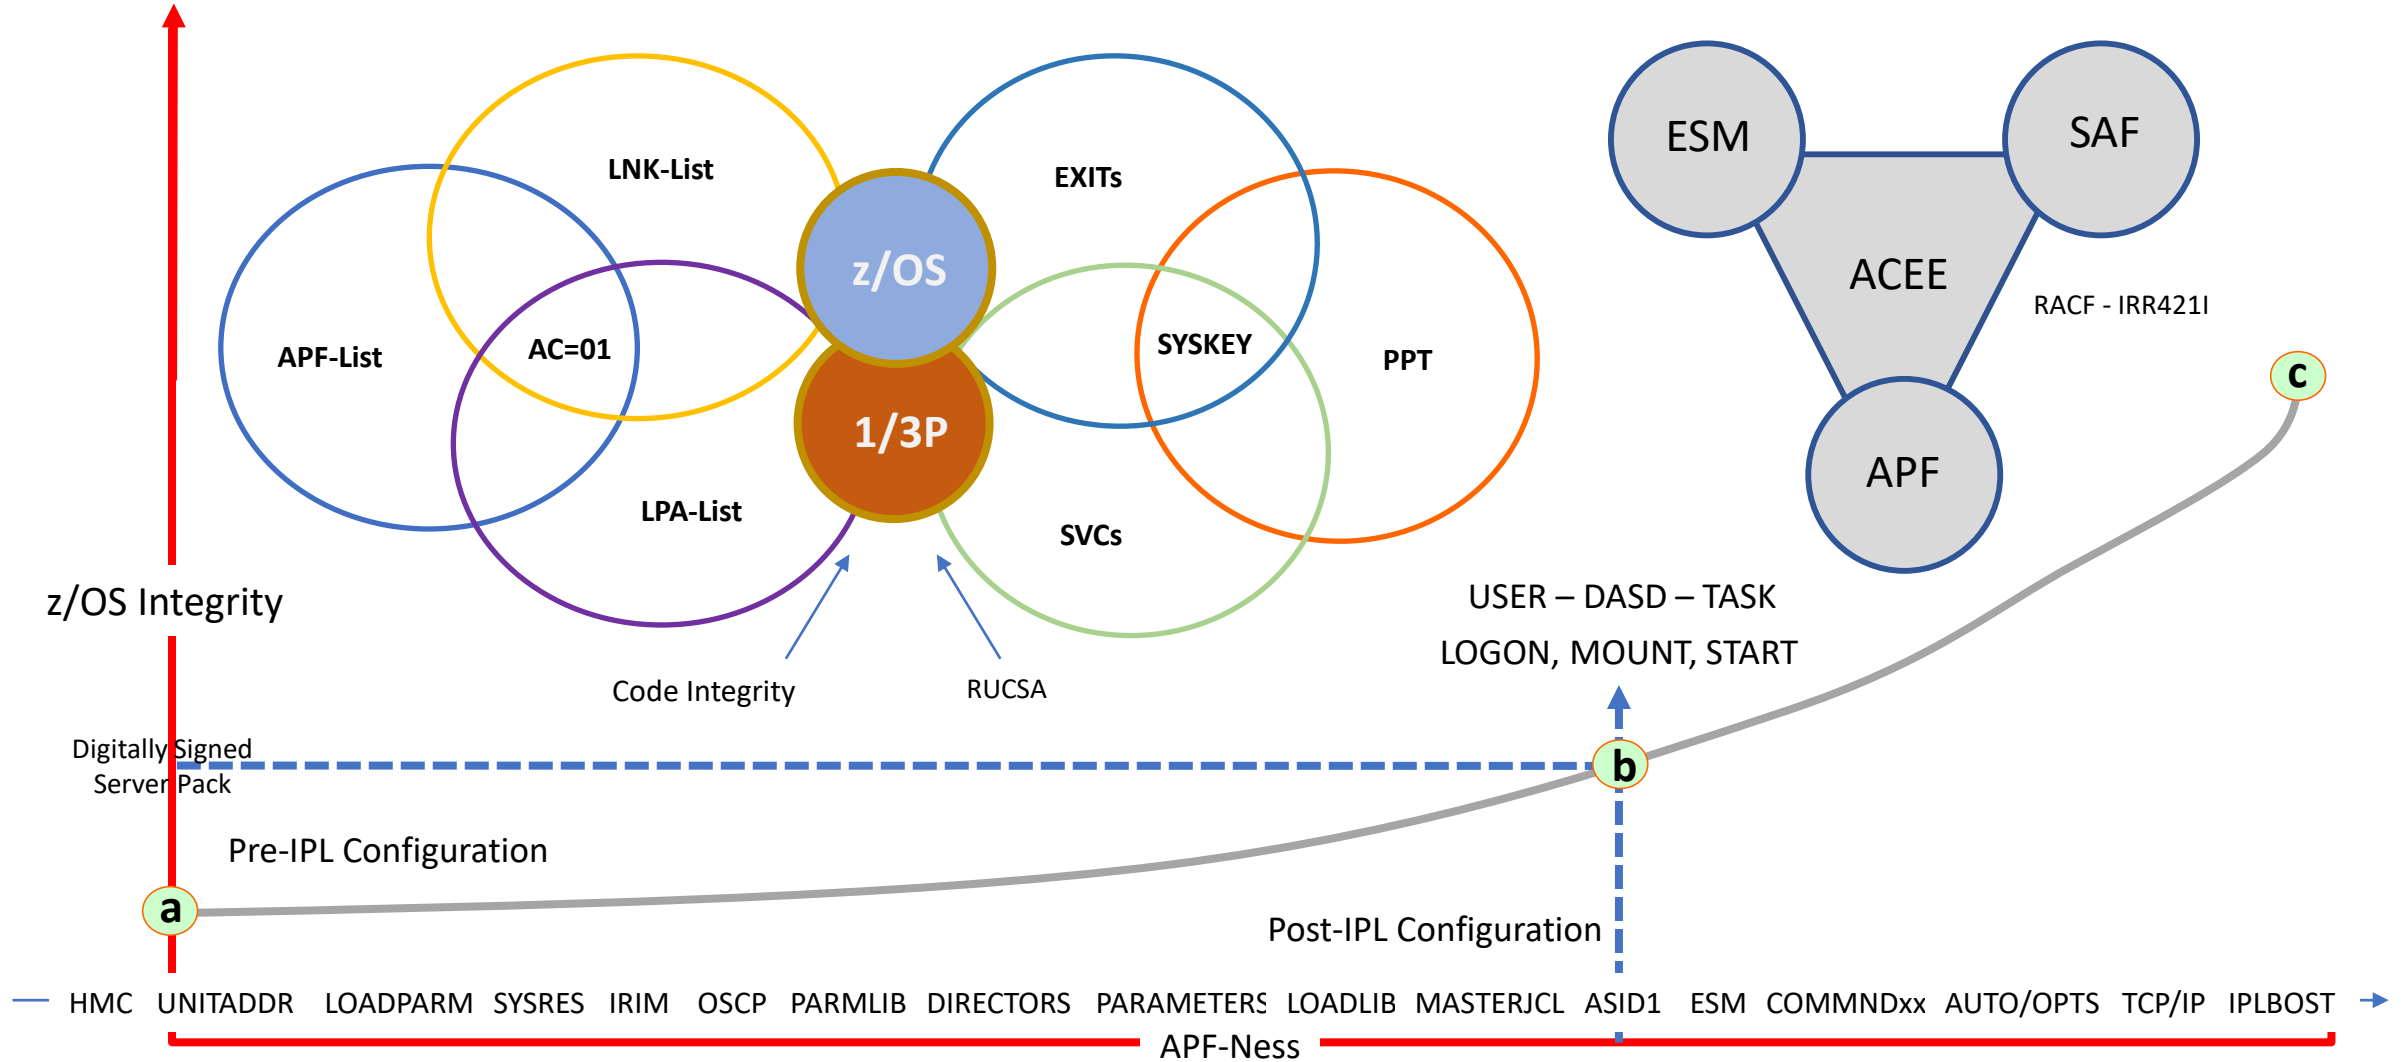 LNK-List
EXITs
APF-List
AC=01
LPA-List
z/OS
1/3P
SYSKEY
PPT
SVCs
Code Integrity
RUCSA
ESM
SAF
ACEE
APF
RACF - IRR421I
z/OS Integrity
USER – DASD – TASK
LOGON, MOUNT, START
Digitally Signed
Server Pack
Pre-IPL Configuration
Post-IPL Configuration
a
b
c
HMC UNITADDR LOADPARM SYSRES IRIM OSCP PARMLIB DIRECTORS PARAMETERS LOADLIB MASTERJCL ASID1 ESM COMMNDxx AUTO/OPTS TCP/IP IPLBOST
APF-Ness